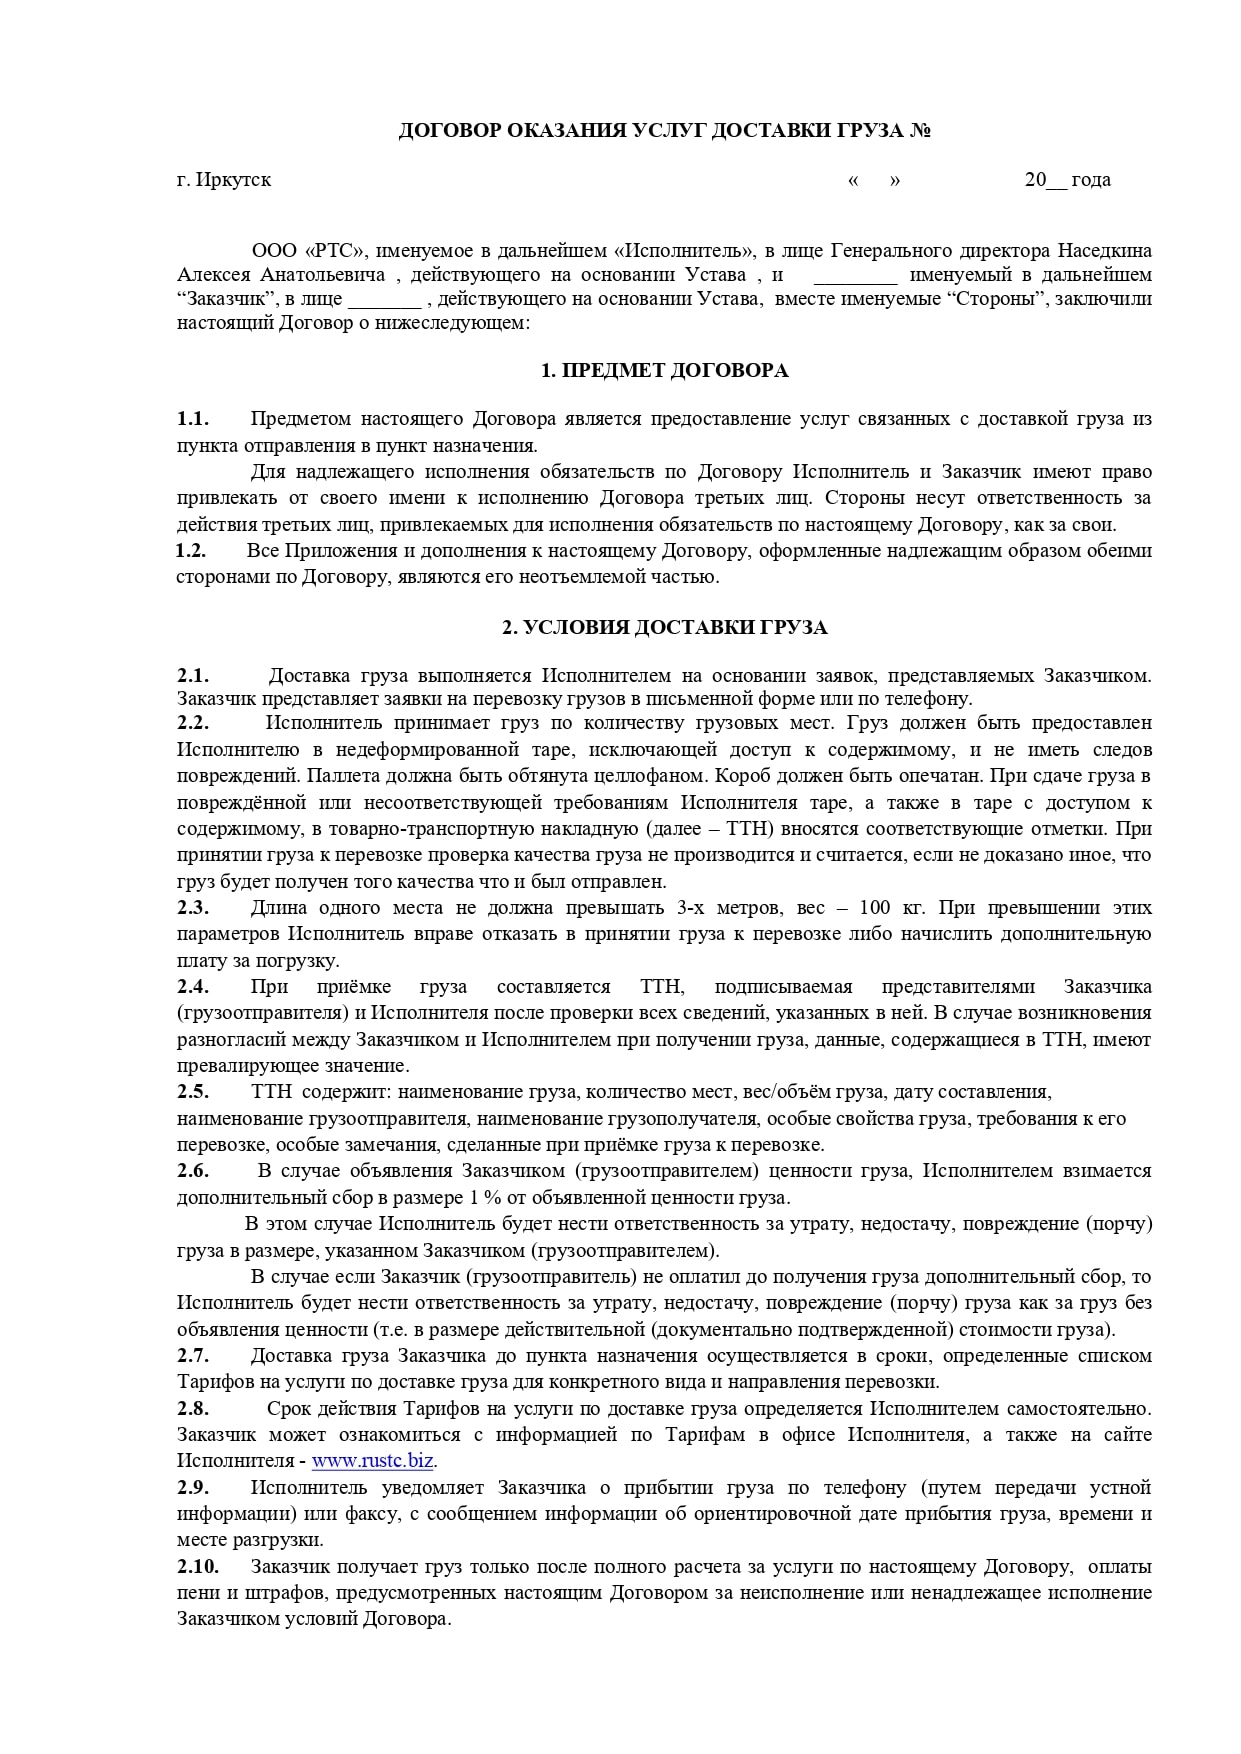 ДОГОВОР ОКАЗАНИЯ УСЛУГ ДОСТАВКИ ГРУЗА №
г. Иркутск « » 20__ года
ООО «РТС», именуемое в дальнейшем «Исполнитель», в лице Генерального директора Наседкина
Алексея Анатольевича , действующего на основании Устава , и ________ именуемый в дальнейшем
“Заказчик”, в лице _______ , действующего на основании Устава, вместе именуемые “Стороны”, заключили
настоящий Договор о нижеследующем:
1. ПРЕДМЕТ ДОГОВОРА
1.1. Предметом настоящего Договора является предоставление услуг связанных с доставкой груза из
пункта отправления в пункт назначения.
Для надлежащего исполнения обязательств по Договору Исполнитель и Заказчик имеют право
привлекать от своего имени к исполнению Договора третьих лиц. Стороны несут ответственность за
действия третьих лиц, привлекаемых для исполнения обязательств по настоящему Договору, как за свои.
1.2. Все Приложения и дополнения к настоящему Договору, оформленные надлежащим образом обеими
сторонами по Договору, являются его неотъемлемой частью.
2. УСЛОВИЯ ДОСТАВКИ ГРУЗА
2.1. Доставка груза выполняется Исполнителем на основании заявок, представляемых Заказчиком.
Заказчик представляет заявки на перевозку грузов в письменной форме или по телефону.
2.2. Исполнитель принимает груз по количеству грузовых мест. Груз должен быть предоставлен
Исполнителю в недеформированной таре, исключающей доступ к содержимому, и не иметь следов
повреждений. Паллета должна быть обтянута целлофаном. Короб должен быть опечатан. При сдаче груза в
повреждённой или несоответствующей требованиям Исполнителя таре, а также в таре с доступом к
содержимому, в товарно-транспортную накладную (далее – ТТН) вносятся соответствующие отметки. При
принятии груза к перевозке проверка качества груза не производится и считается, если не доказано иное, что
груз будет получен того качества что и был отправлен.
2.3. Длина одного места не должна превышать 3-х метров, вес – 100 кг. При превышении этих
параметров Исполнитель вправе отказать в принятии груза к перевозке либо начислить дополнительную
плату за погрузку.
2.4. При приёмке груза составляется ТТН, подписываемая представителями Заказчика
(грузоотправителя) и Исполнителя после проверки всех сведений, указанных в ней. В случае возникновения
разногласий между Заказчиком и Исполнителем при получении груза, данные, содержащиеся в ТТН, имеют
превалирующее значение.
2.5. ТТН содержит: наименование груза, количество мест, вес/объём груза, дату составления,
наименование грузоотправителя, наименование грузополучателя, особые свойства груза, требования к его
перевозке, особые замечания, сделанные при приёмке груза к перевозке.
2.6. В случае объявления Заказчиком (грузоотправителем) ценности груза, Исполнителем взимается
дополнительный сбор в размере 1 % от объявленной ценности груза.
В этом случае Исполнитель будет нести ответственность за утрату, недостачу, повреждение (порчу)
груза в размере, указанном Заказчиком (грузоотправителем).
В случае если Заказчик (грузоотправитель) не оплатил до получения груза дополнительный сбор, то
Исполнитель будет нести ответственность за утрату, недостачу, повреждение (порчу) груза как за груз без
объявления ценности (т.е. в размере действительной (документально подтвержденной) стоимости груза).
2.7. Доставка груза Заказчика до пункта назначения осуществляется в сроки, определенные списком
Тарифов на услуги по доставке груза для конкретного вида и направления перевозки.
2.8. Срок действия Тарифов на услуги по доставке груза определяется Исполнителем самостоятельно.
Заказчик может ознакомиться с информацией по Тарифам в офисе Исполнителя, а также на сайте
Исполнителя - www.rustc.biz.
2.9. Исполнитель уведомляет Заказчика о прибытии груза по телефону (путем передачи устной
информации) или факсу, с сообщением информации об ориентировочной дате прибытия груза, времени и
месте разгрузки.
2.10. Заказчик получает груз только после полного расчета за услуги по настоящему Договору, оплаты
пени и штрафов, предусмотренных настоящим Договором за неисполнение или ненадлежащее исполнение
Заказчиком условий Договора.